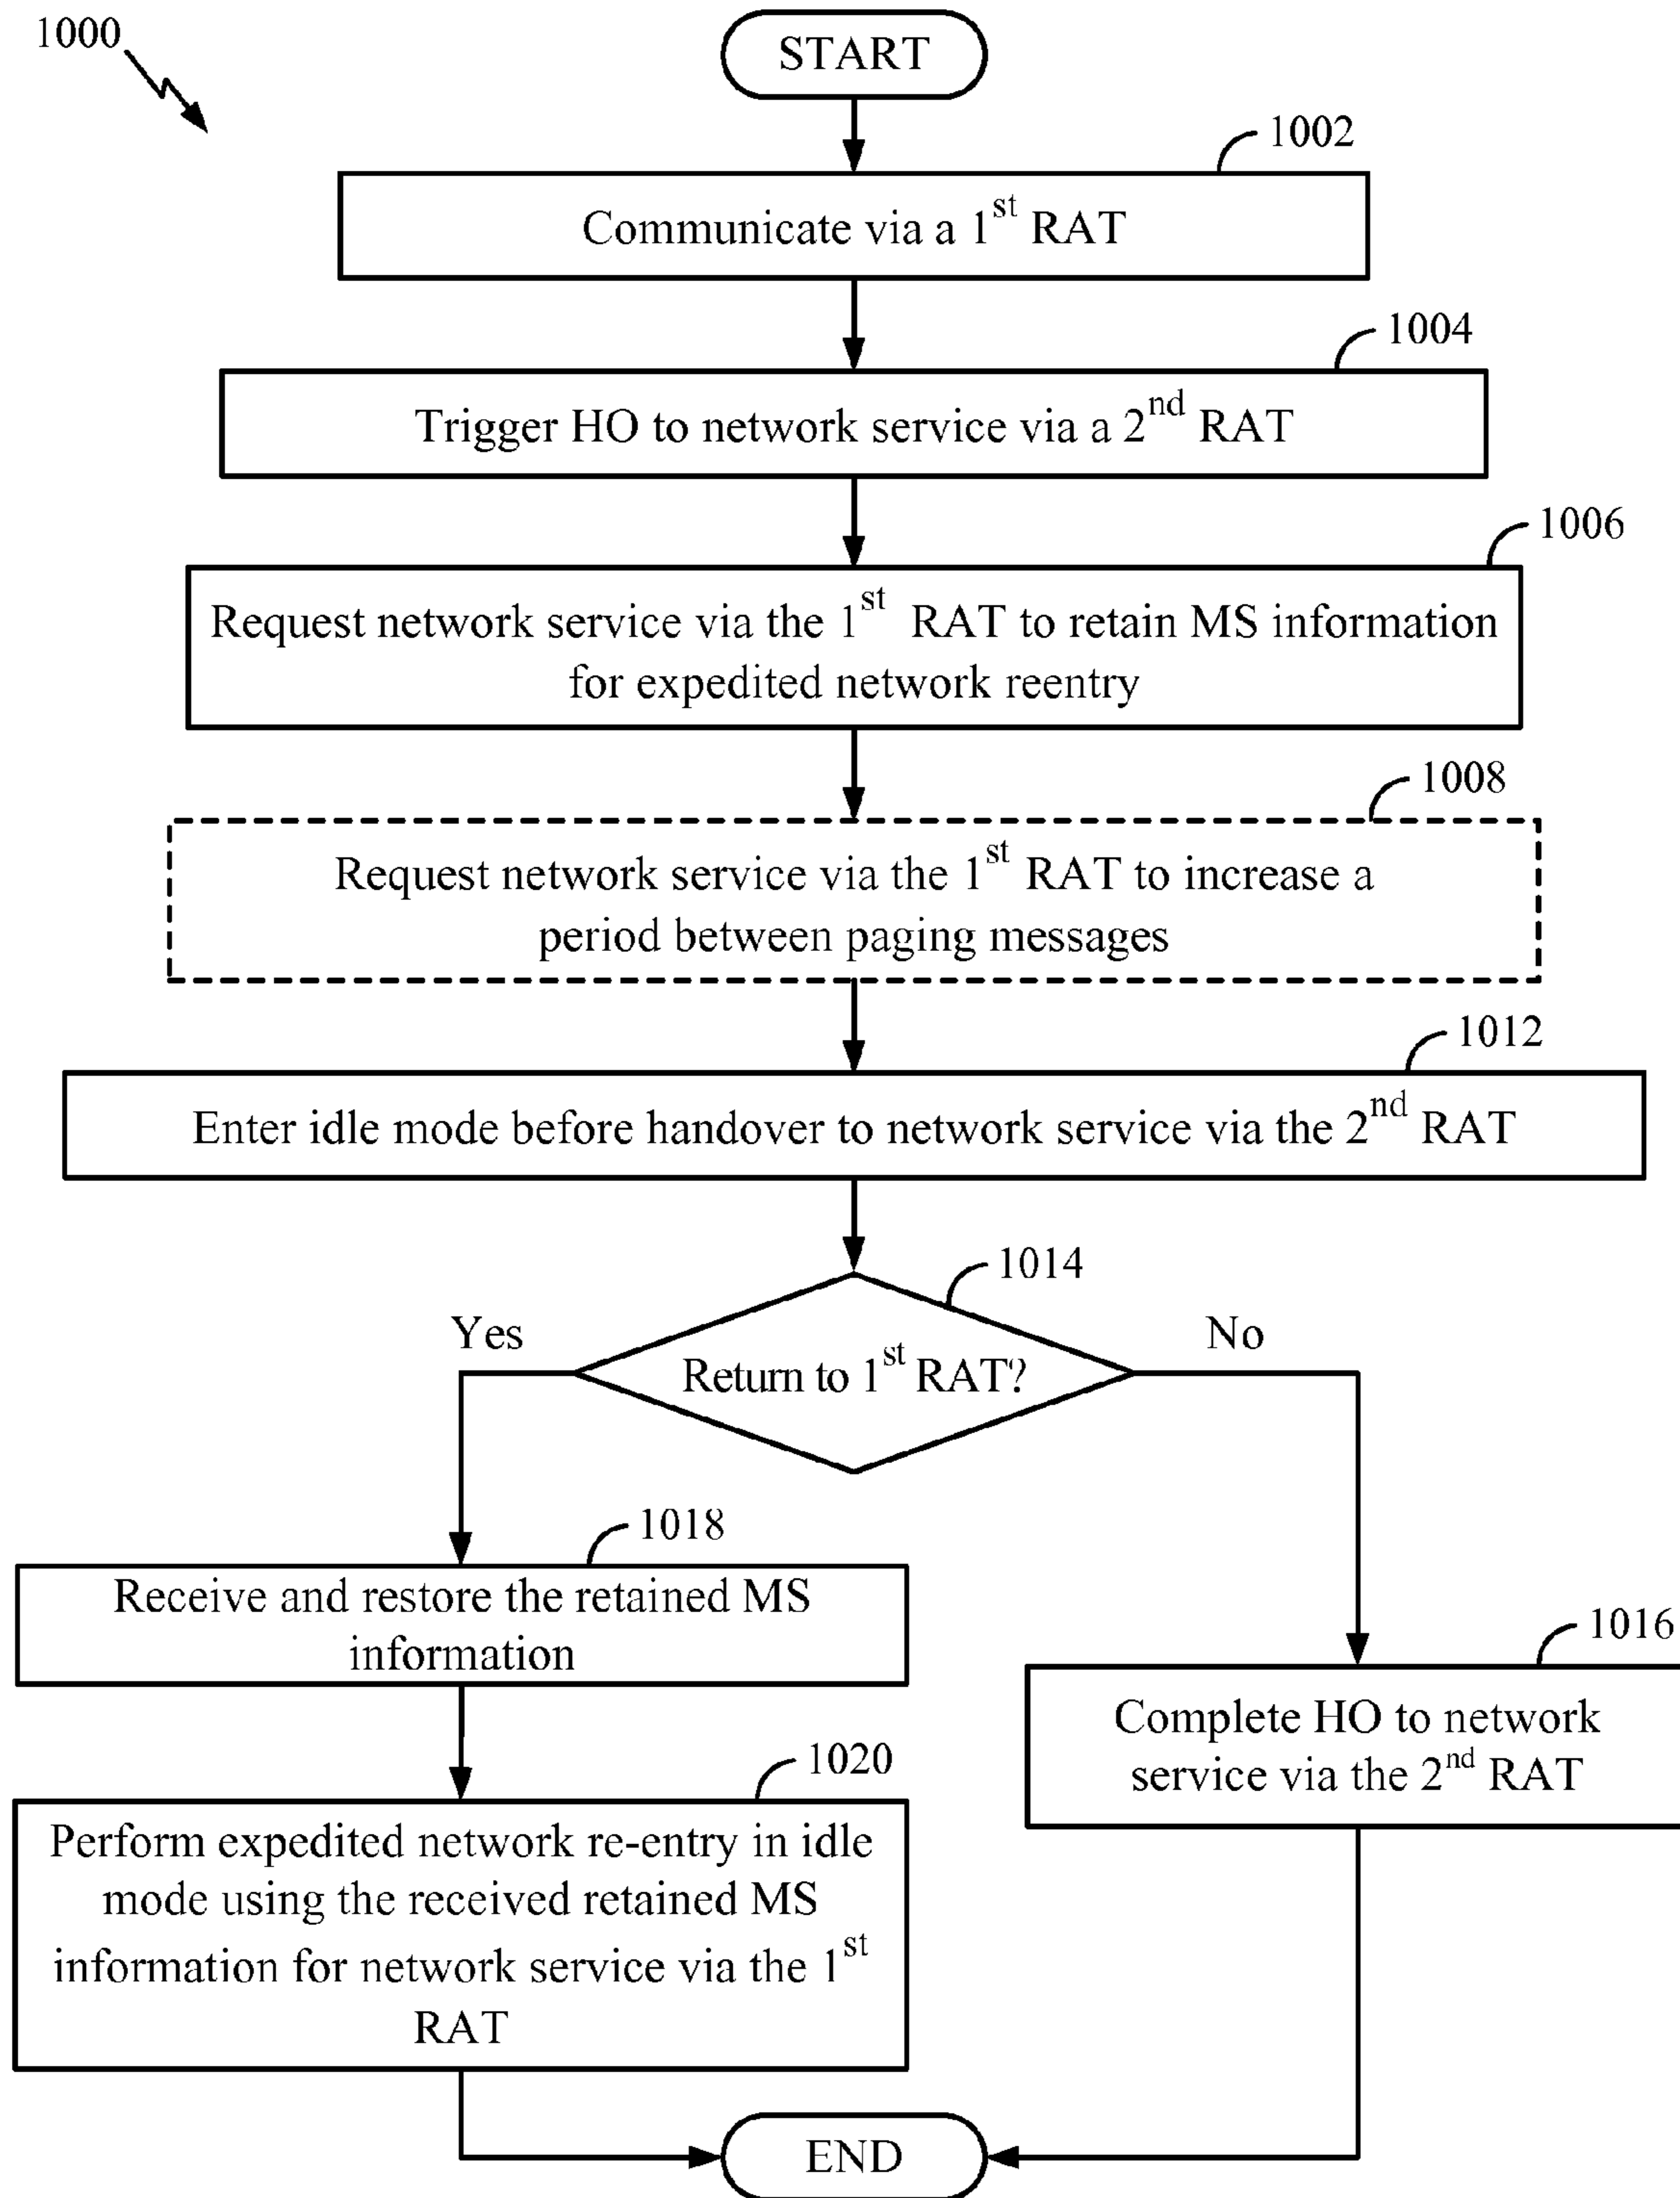 1000
START
1002
Communicate via a 1st RAT
1004
Trigger HO to network service via a 2nd RAT
1006
Request network service via the 1st RAT to retain MS information
for expedited network reentry
1008
Request network service via the 1st RAT to increase a
period between paging messages
1012
Enter idle mode before handover to network service via the 2nd RAT
1014
Yes
No
Return to 1st RAT?
1018
Receive and restore the retained MS
information
1016
Complete HO to network
service via the 2nd RAT
1020
Perform expedited network re-entry in idle
mode using the received retained MS
information for network service via the 1st
RAT
END